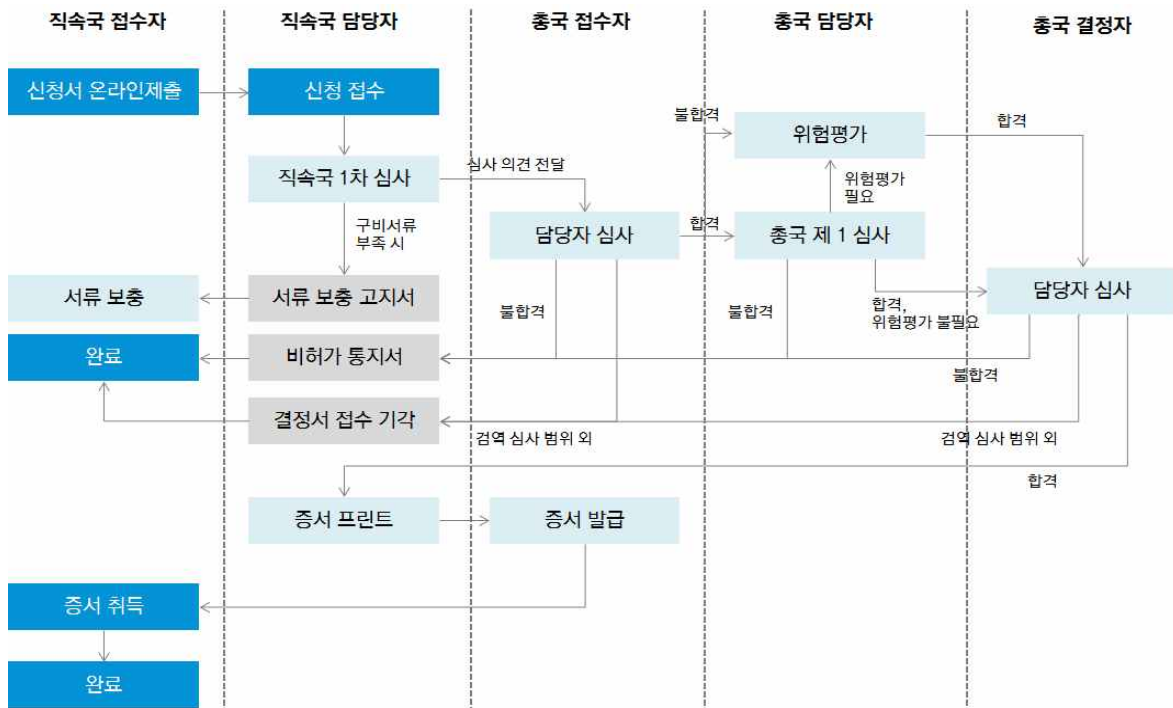 직속국 접수자
직속국 담당자
총국 접수자
총국 담당자
총국 결정자
신청서 온라인제출
신청 접수
불합격
위험평가
합격
직속국 1차 심사
심사 의견 전달
위험평가
필요
구비서류
부족 시
담당자 심사
합격
총국 제 1 심사
서류 보충
서류 보충 고지서
불합격
불합격
합격,
위험평가 불필요
담당자 심사
완료
비허가 통지서
불합격
결정서 접수 기각
검역 심사 범위 외
검역 심사 범위 외
합격
증서 프린트
증서 발급
증서 취득
완료